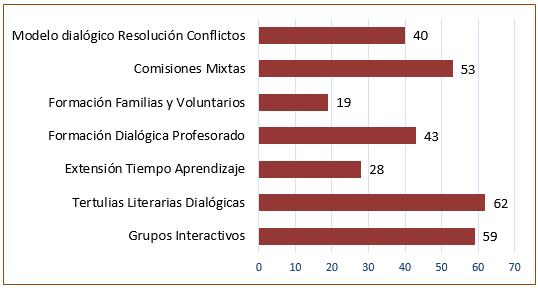 Modelo dialógico Resolución Conflictos 40
Comisiones Mixtas 53
Formación Familias y Voluntarios 19
Formación Dialógica Profesorado 43
Extensión Tiempo Aprendizaje 28
Tertulias Literarias Dialógicas 62
Grupos Interactivos 59
0 10 20 30 40 50 60 70